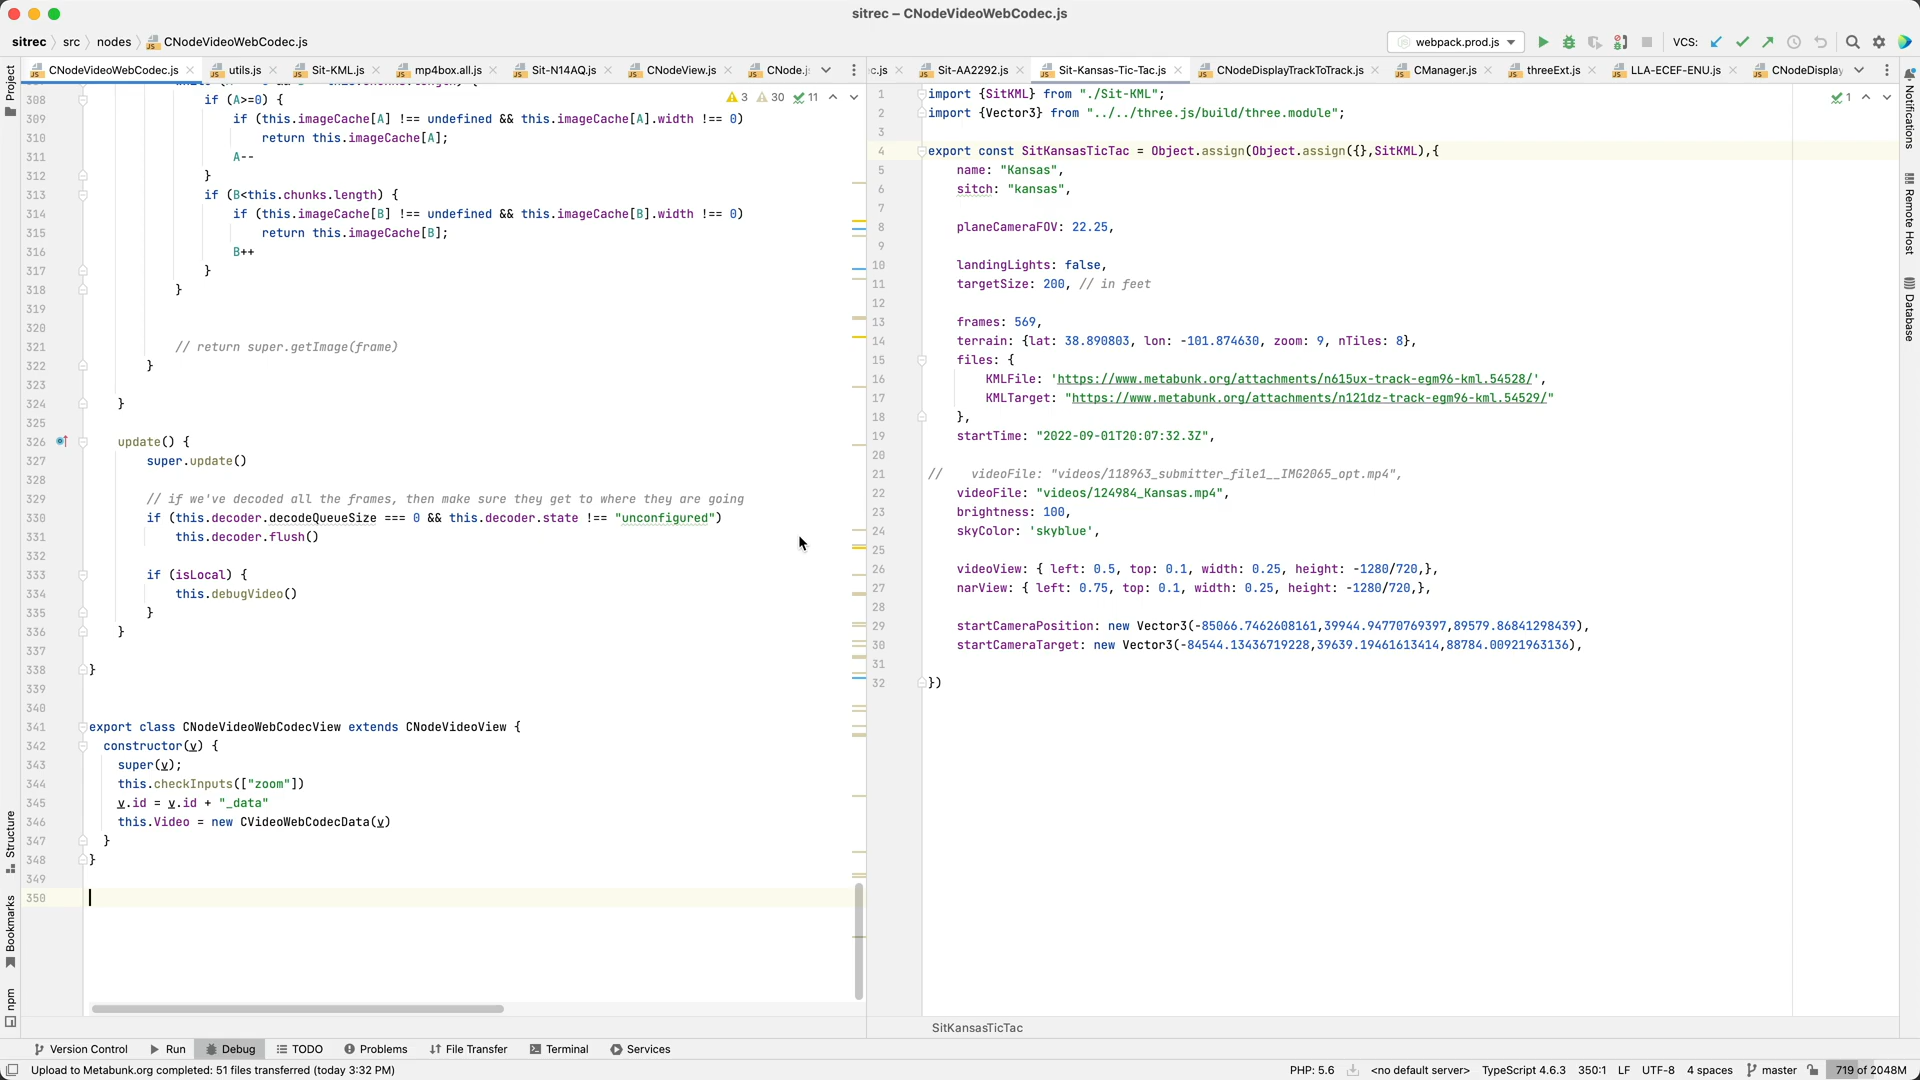 sitrec – CNodeVideoWebCodec.js
sitrec src nodes CNodeVideoWebCodec.js
webpack.prod.js VCS:
CNodeVideoWebCodec.js utils.js Sit-KML.js mp4box.all.js Sit-N14AQ.js CNodeView.js CNode.j
:c.js Sit-AA2292.js Sit-Kansas-Tic-Tac.js CNodeDisplayTrackToTrack.js CManager.js threeExt.js LLA-ECEF-ENU.js CNodeDispla
Project
Structure
Bookmarks
npm
3 30 11
308 if (A>=0) {
309 if (this.imageCache[A] !== undefined && this.imageCache[A].width !== 0)
310 return this.imageCache[A];
311 A--
312 }
313 if (B<this.chunks.length) {
314 if (this.imageCache[B] !== undefined && this.imageCache[B].width !== 0)
315 return this.imageCache[B];
316 B++
317 }
318 }
319
320
321 // return super.getImage(frame)
322 }
323
324 }
325
326 update() {
327 super.update()
328
329 // if we've decoded all the frames, then make sure they get to where they are going
330 if (this.decoder.decodeQueueSize === 0 && this.decoder.state !== "unconfigured")
331 this.decoder.flush()
332
333 if (isLocal) {
334 this.debugVideo()
335 }
336 }
337
338 }
339
340
341 export class CNodeVideoWebCodecView extends CNodeVideoView {
342 constructor(v) {
343 super(v);
344 this.checkInputs(["zoom"])
345 v.id = v.id + "_data"
346 this.Video = new CVideoWebCodecData(v)
347 }
348 }
349
350
1
1 import {SitKML} from "./Sit-KML";
2 import {Vector3} from "../../three.js/build/three.module";
3
4 export const SitKansasTicTac = Object.assign(Object.assign({},SitKML),{
5 name: "Kansas",
6 sitch: "kansas",
7
8 planeCameraFOV: 22.25,
9
10 landingLights: false,
11 targetSize: 200, // in feet
12
13 frames: 569,
14 terrain: {lat: 38.890803, lon: -101.874630, zoom: 9, nTiles: 8},
15 files: {
16 KMLFile: 'https://www.metabunk.org/attachments/n615ux-track-egm96-kml.54528/',
17 KMLTarget: "https://www.metabunk.org/attachments/n121dz-track-egm96-kml.54529/"
18 },
19 startTime: "2022-09-01T20:07:32.3Z",
20
21 // videoFile: "videos/118963_submitter_file1__IMG2065_opt.mp4",
22 videoFile: "videos/124984_Kansas.mp4",
23 brightness: 100,
24 skyColor: 'skyblue',
25
26 videoView: { left: 0.5, top: 0.1, width: 0.25, height: -1280/720,},
27 narView: { left: 0.75, top: 0.1, width: 0.25, height: -1280/720,},
28
29 startCameraPosition: new Vector3(-85066.7462608161,39944.94770769397,89579.86841298439),
30 startCameraTarget: new Vector3(-84544.13436719228,39639.19461613414,88784.00921963136),
31
32 })
SitKansasTicTac
Notifications
Remote Host
Database
Version Control Run Debug TODO Problems File Transfer Terminal Services
Upload to Metabunk.org completed: 51 files transferred (today 3:32 PM)
PHP: 5.6 <no default server> TypeScript 4.6.3 350:1 LF UTF-8 4 spaces master 719 of 2048M